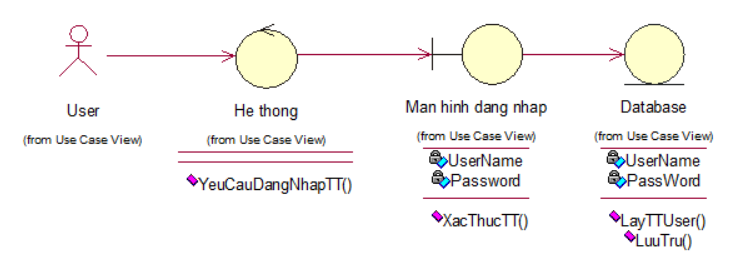 User
(from Use Case View)
He thong
(from Use Case View)
YeuCauDangNhapTT()
Man hinh dang nhap
(from Use Case View)
UserName
Password
XacThucTT()
Database
(from Use Case View)
UserName
PassWord
LayTTUser()
LuuTru()